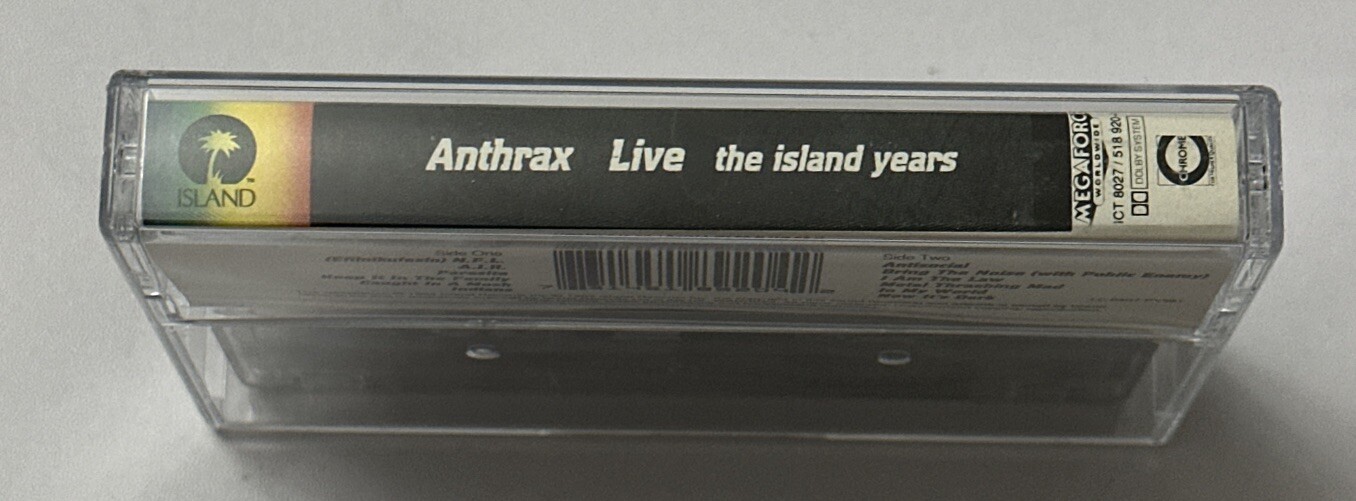 ISLAND
™
Anthrax Live the island years
MEGAFORC
WORLDWIDE
ICT 8027 / 518 920-
DOLBY SYSTEM
CHROME
Side One
(Efilnikufesin) N.F.L.
A.I.R.
Parasite
Keep It In The Family
Caught In A Mosh
Indians
Side Two
Antisocial
Bring The Noise (with Public Enemy)
I Am The Law
Metal Thrashing Mad
In My World
Now It's Dark